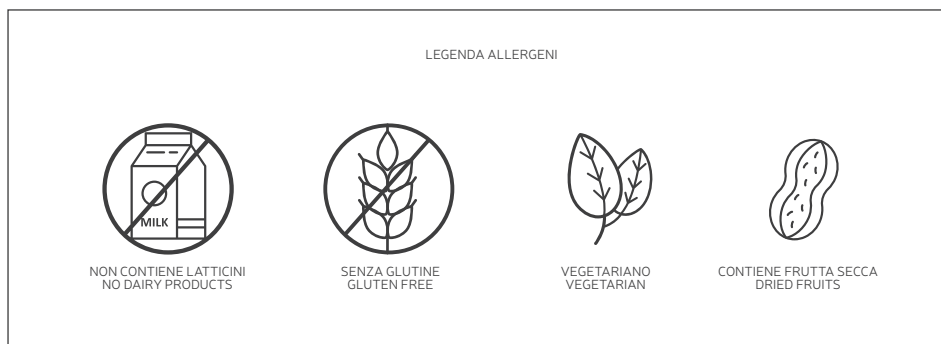 LEGENDA ALLERGENI
MILK
NON CONTIENE LATTICINI
NO DAIRY PRODUCTS
SENZA GLUTINE
GLUTEN FREE
VEGETARIANO
VEGETARIAN
CONTIENE FRUTTA SECCA
DRIED FRUITS